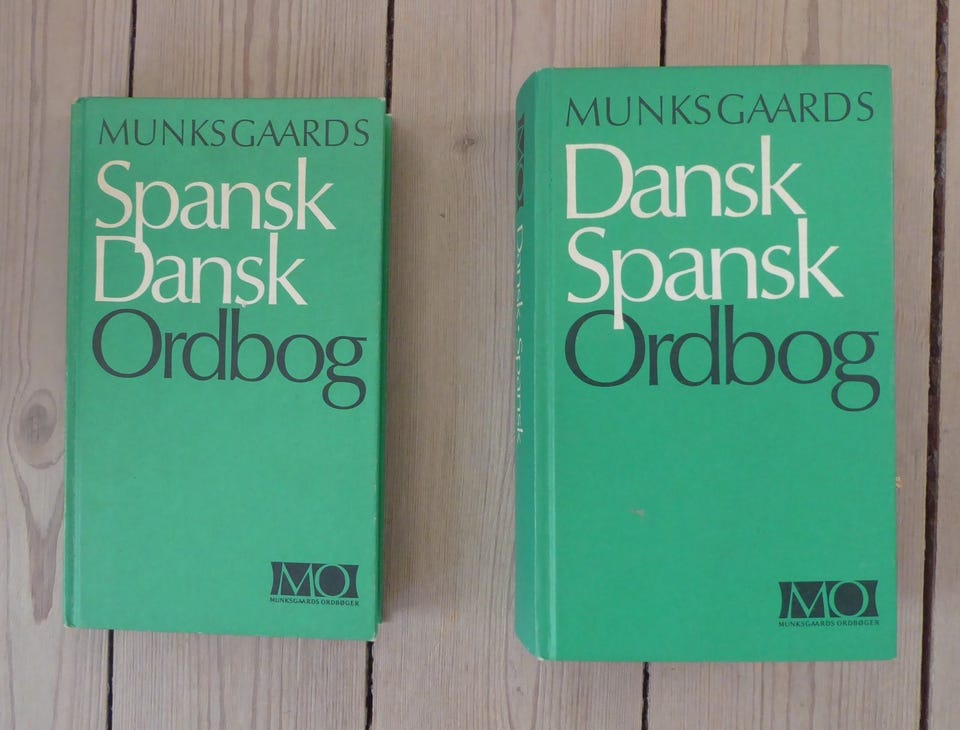 MUNKSGAARDS
Spansk
Dansk
Ordbog
MO
MUNKSGAARDS ORDBØGER
MO
Dansk-Spansk
MUNKSGAARDS
Dansk
Spansk
Ordbog
MO
MUNKSGAARDS ORDBØGER